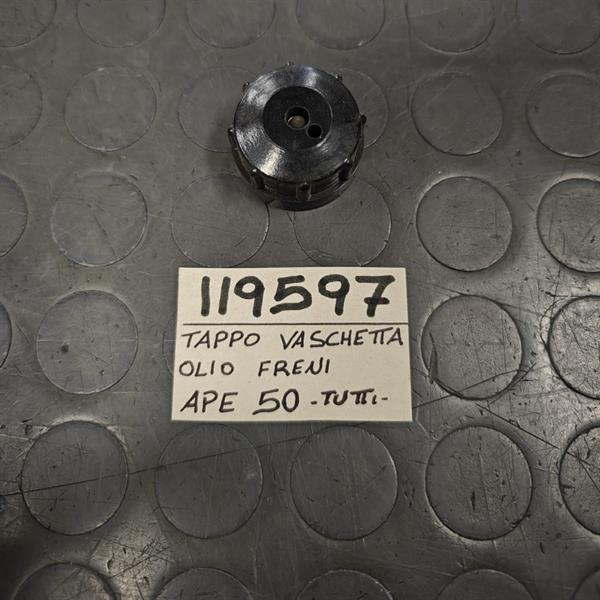 119597
TAPPO VASCHETTA
OLIO FRENI
APE 50 -TUTTI-